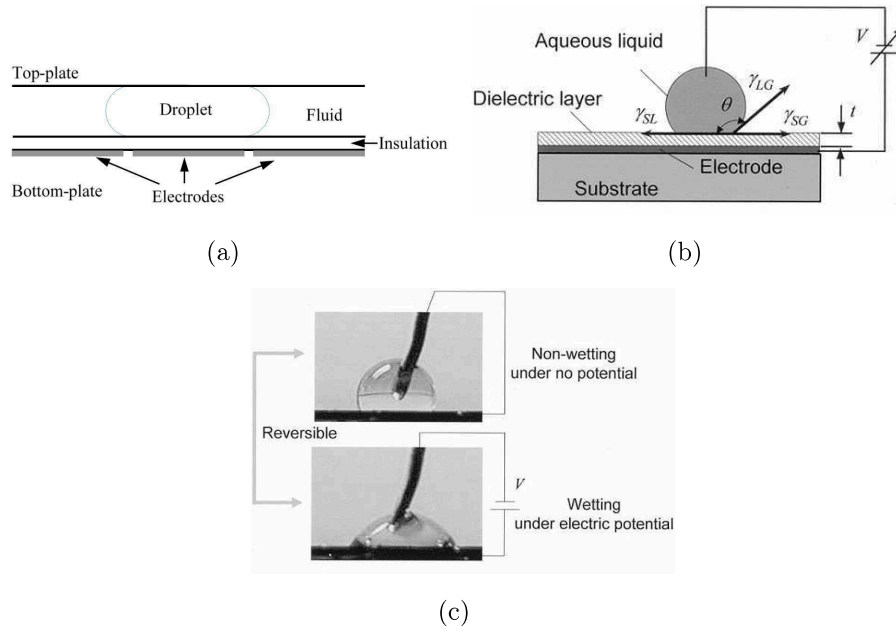 Top-plate
Droplet
Fluid
Insulation
Electrodes
Bottom-plate
(a)
Aqueous liquid
V
γLG
Dielectric layer
θ
γSL
γSG
t
Electrode
Substrate
(b)
Non-wetting
under no potential
Reversible
V
Wetting
under electric potential
(c)